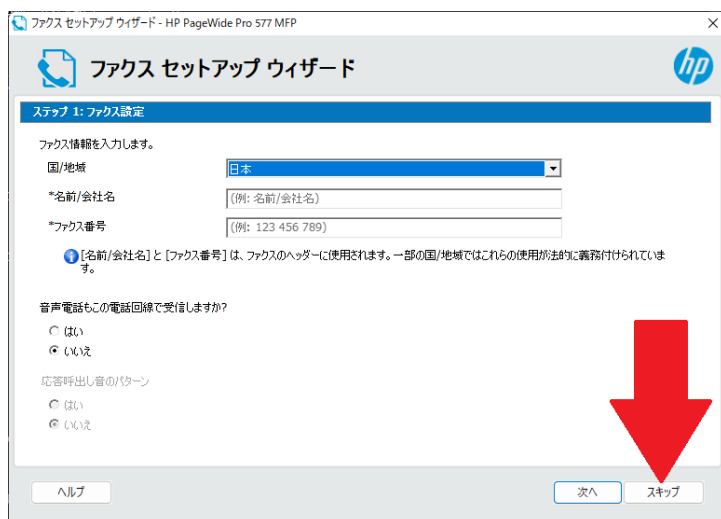 ファクス セットアップ ウィザード - HP PageWide Pro 577 MFP
ファクス セットアップ ウィザード
hp
ステップ 1: ファクス設定
ファクス情報を入力します。
国/地域
日本
*名前/会社名
(例: 名前/会社名)
*ファクス番号
(例: 123 456 789)
[名前/会社名] と [ファクス番号] は、ファクスのヘッダーに使用されます。一部の国/地域ではこれらの使用が法的に義務付けられていま
す。
音声電話もこの電話回線で受信しますか?
はい
いいえ
応答呼出し音のパターン
はい
いいえ
ヘルプ
次へ
スキップ